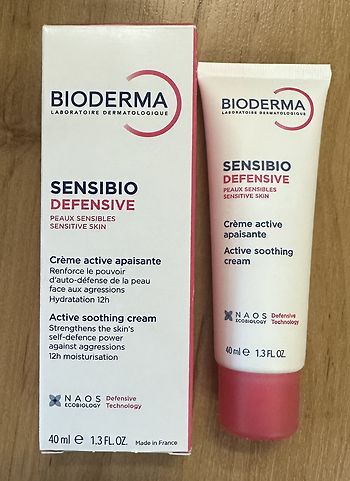 BIODERMA
LABORATOIRE DERMATOLOGIQUE
SENSIBIO
DEFENSIVE
PEAUX SENSIBLES
SENSITIVE SKIN
Crème active apaisante
Renforce le pouvoir
d'auto-défense de la peau
face aux agressions
Hydratation 12h
Active soothing cream
Strengthens the skin's
self-defence power
against aggressions
12h moisturisation
NAOS
ECOBIOLOGY
Defensive
Technology
40 ml e 1.3 FL. OZ.
Made in France
BIODERMA
LABORATOIRE DERMATOLOGIQUE
SENSIBIO
DEFENSIVE
PEAUX SENSIBLES
SENSITIVE SKIN
Crème active
apaisante
Active soothing
cream
NAOS
ECOBIOLOGY
Defensive
Technology
40 ml e 1.3 FL. OZ.